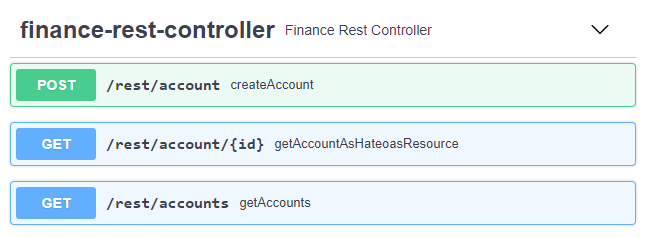 finance-rest-controller Finance Rest Controller
POST /rest/account createAccount
GET /rest/account/{id} getAccountAsHateoasResource
GET /rest/accounts getAccounts